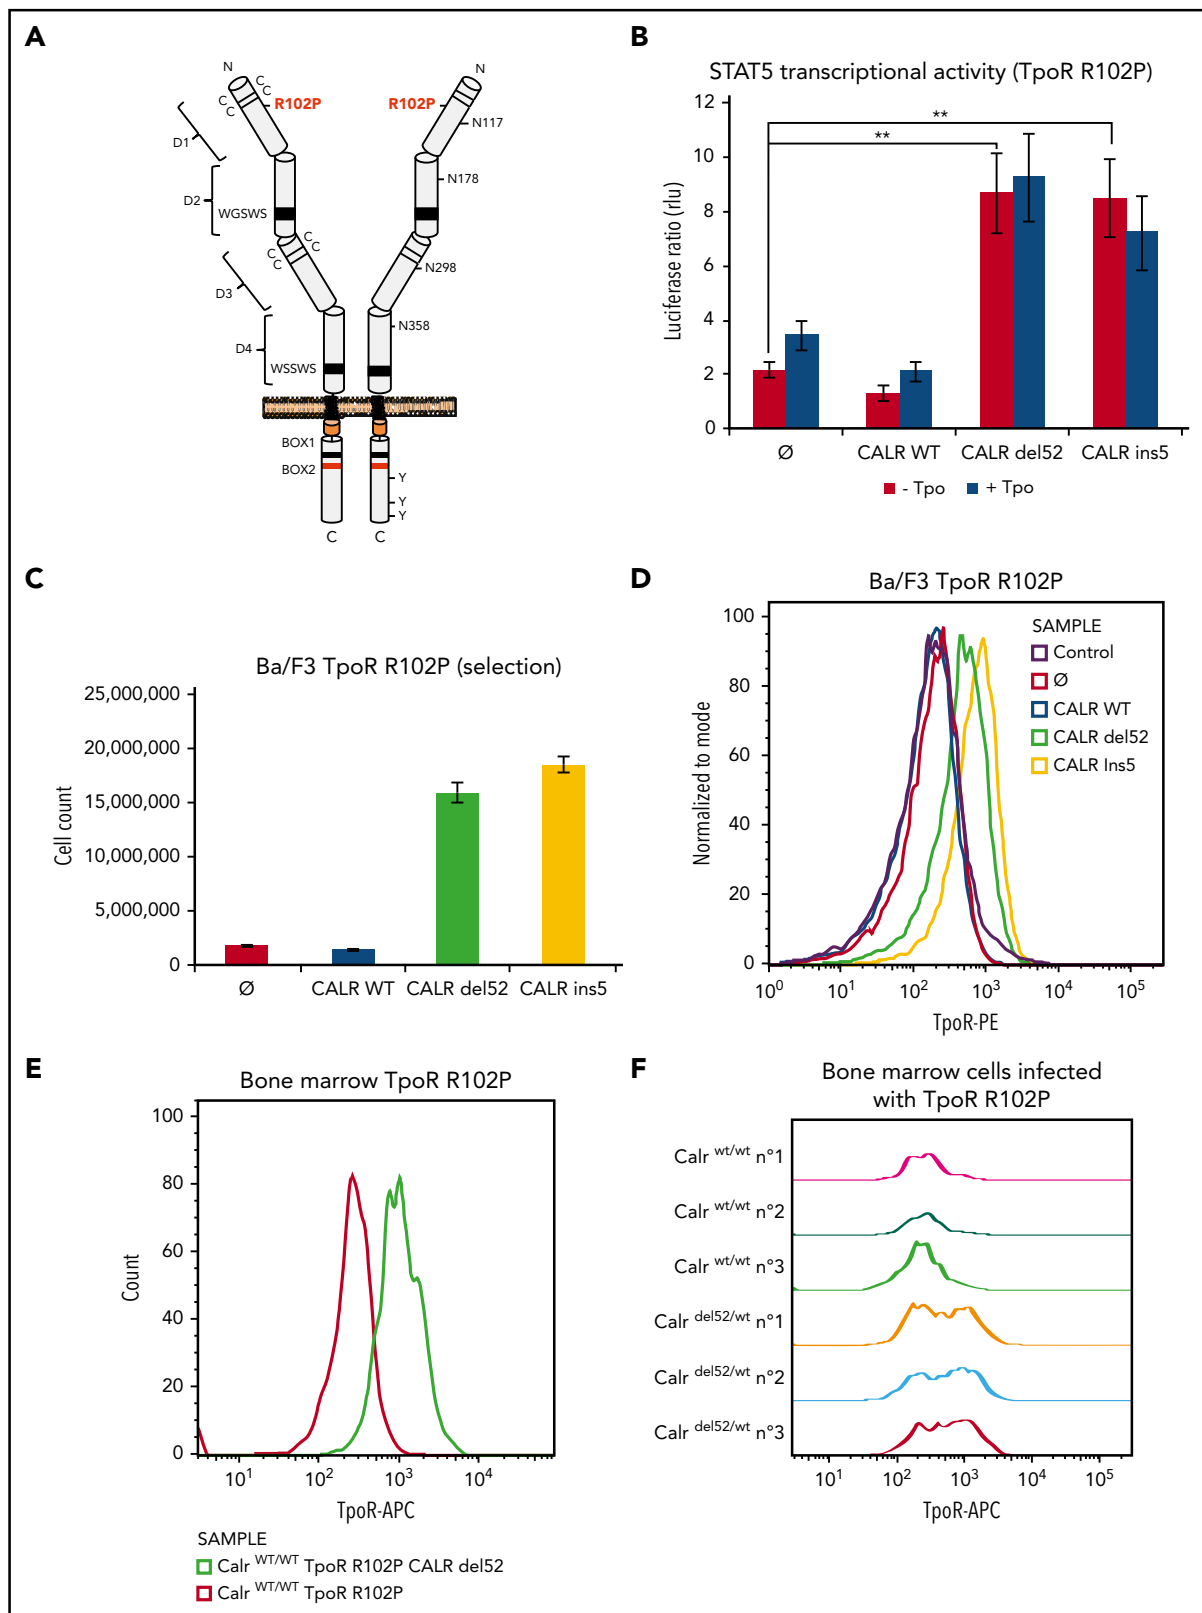 A
N
N
C
C
C
C
R102P
R102P
N117
D1
N178
D2
WGSWS
C
C
C
C
N298
D3
N358
D4
WSSWS
BOX1
BOX2
Y
Y
Y
C
C
B
STAT5 transcriptional activity (TpoR R102P)
Luciferase ratio (rlu)
12
10
8
6
4
2
0
**
**
Ø
CALR WT
CALR del52
CALR ins5
- Tpo
+ Tpo
C
Ba/F3 TpoR R102P (selection)
Cell count
25,000,000
20,000,000
15,000,000
10,000,000
5,000,000
0
Ø
CALR WT
CALR del52
CALR ins5
D
Ba/F3 TpoR R102P
Normalized to mode
100
80
60
40
20
0
SAMPLE
Control
Ø
CALR WT
CALR del52
CALR Ins5
10^0
10^1
10^2
10^3
10^4
10^5
TpoR-PE
E
Bone marrow TpoR R102P
Count
100
80
60
40
20
0
10^1
10^2
10^3
10^4
TpoR-APC
SAMPLE
Calr WT/WT TpoR R102P CALR del52
Calr WT/WT TpoR R102P
F
Bone marrow cells infected
with TpoR R102P
Calr wt/wt n°1
Calr wt/wt n°2
Calr wt/wt n°3
Calr del52/wt n°1
Calr del52/wt n°2
Calr del52/wt n°3
10^1
10^2
10^3
10^4
10^5
TpoR-APC